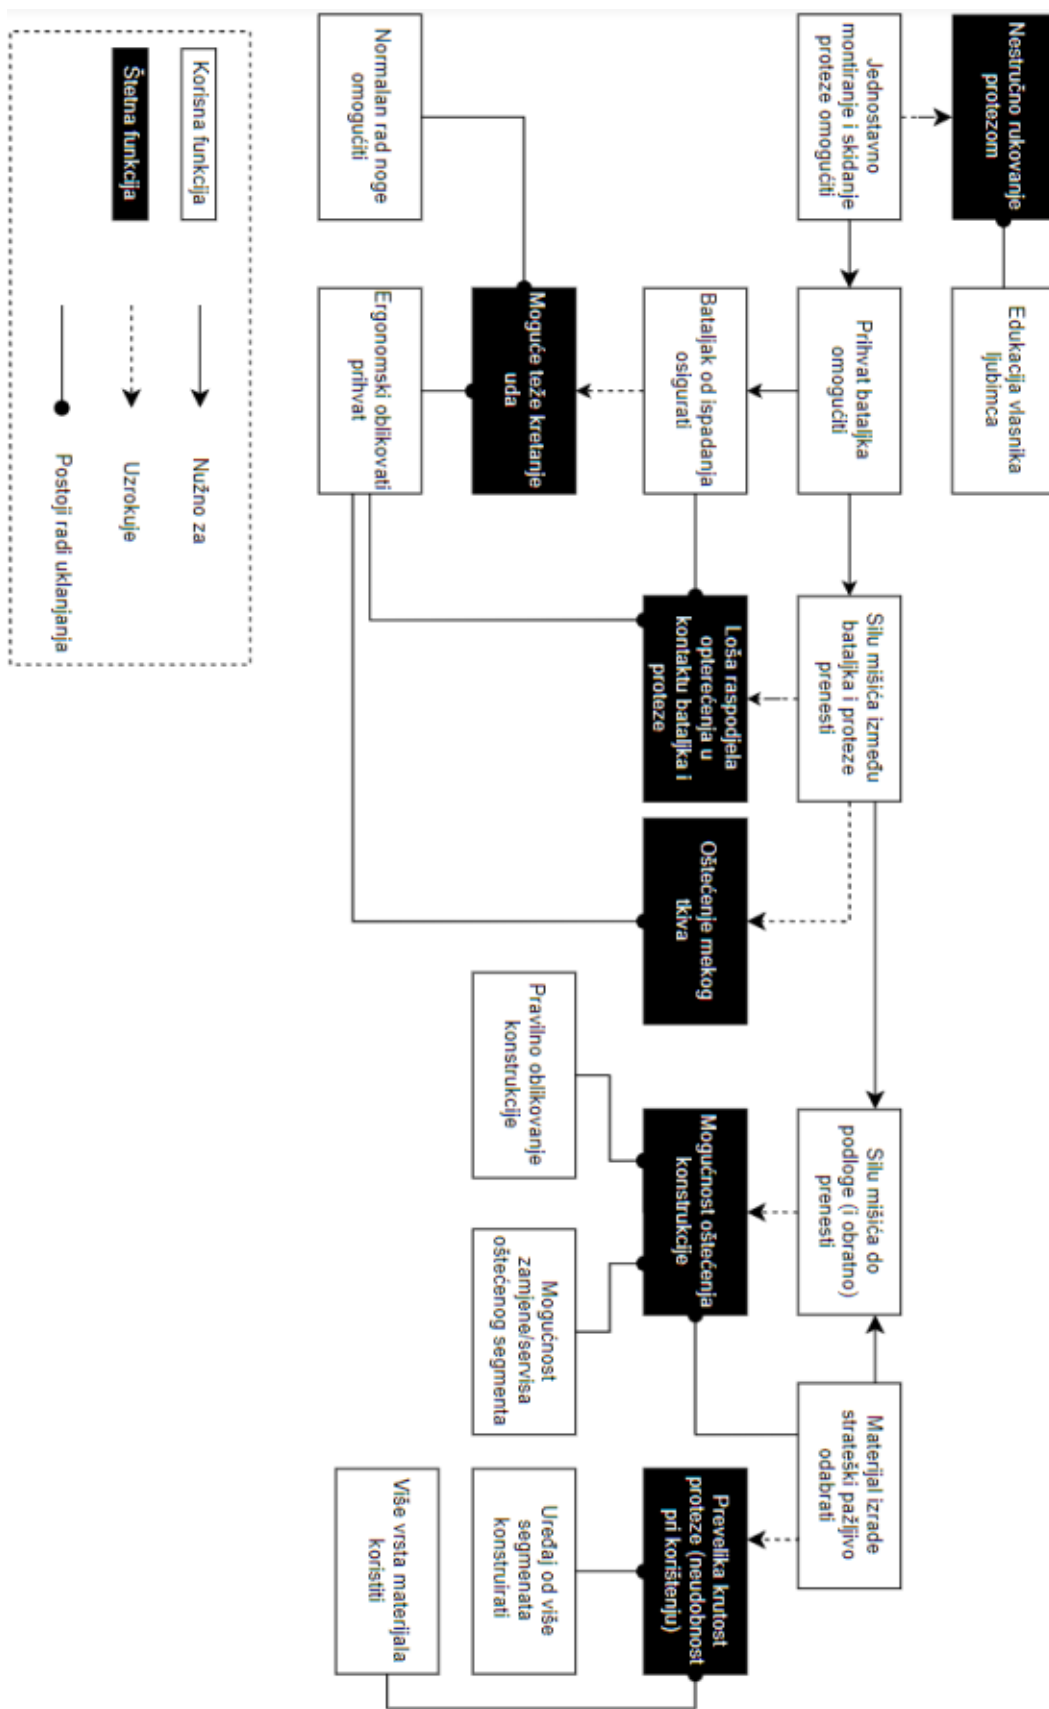 Nestručno rukovanje
protezom
Edukacija vlasnika
ljubimca
Jednostavno
montiranje i skidanje
proteze omogućiti
Prihvat bataljka
omogućiti
Silu mišića između
bataljka i proteze
prenesti
Silu mišića do
podloge (i obratno)
prenesti
Materijal izrade
strateški pažljivo
odabrati
Bataljak od ispadanja
osigurati
Loša raspodjela
opterećenja u
kontaktu bataljka i
proteze
Oštećenje mekog
tkiva
Mogućnost oštećenja
konstrukcije
Prevelika krutost
proteze (neudobnost
pri korištenju)
Moguće teže kretanje
uda
Pravilno oblikovanje
konstrukcije
Mogućnost
zamjene/servisa
oštećenog segmenta
Uređaj od više
segmenata
konstruirati
Normalan rad noge
omogućiti
Ergonomski oblikovati
prihvat
Više vrsta materijala
koristiti
Korisna funkcija
Nužno za
Štetna funkcija
Uzrokuje
Postoji radi uklanjanja